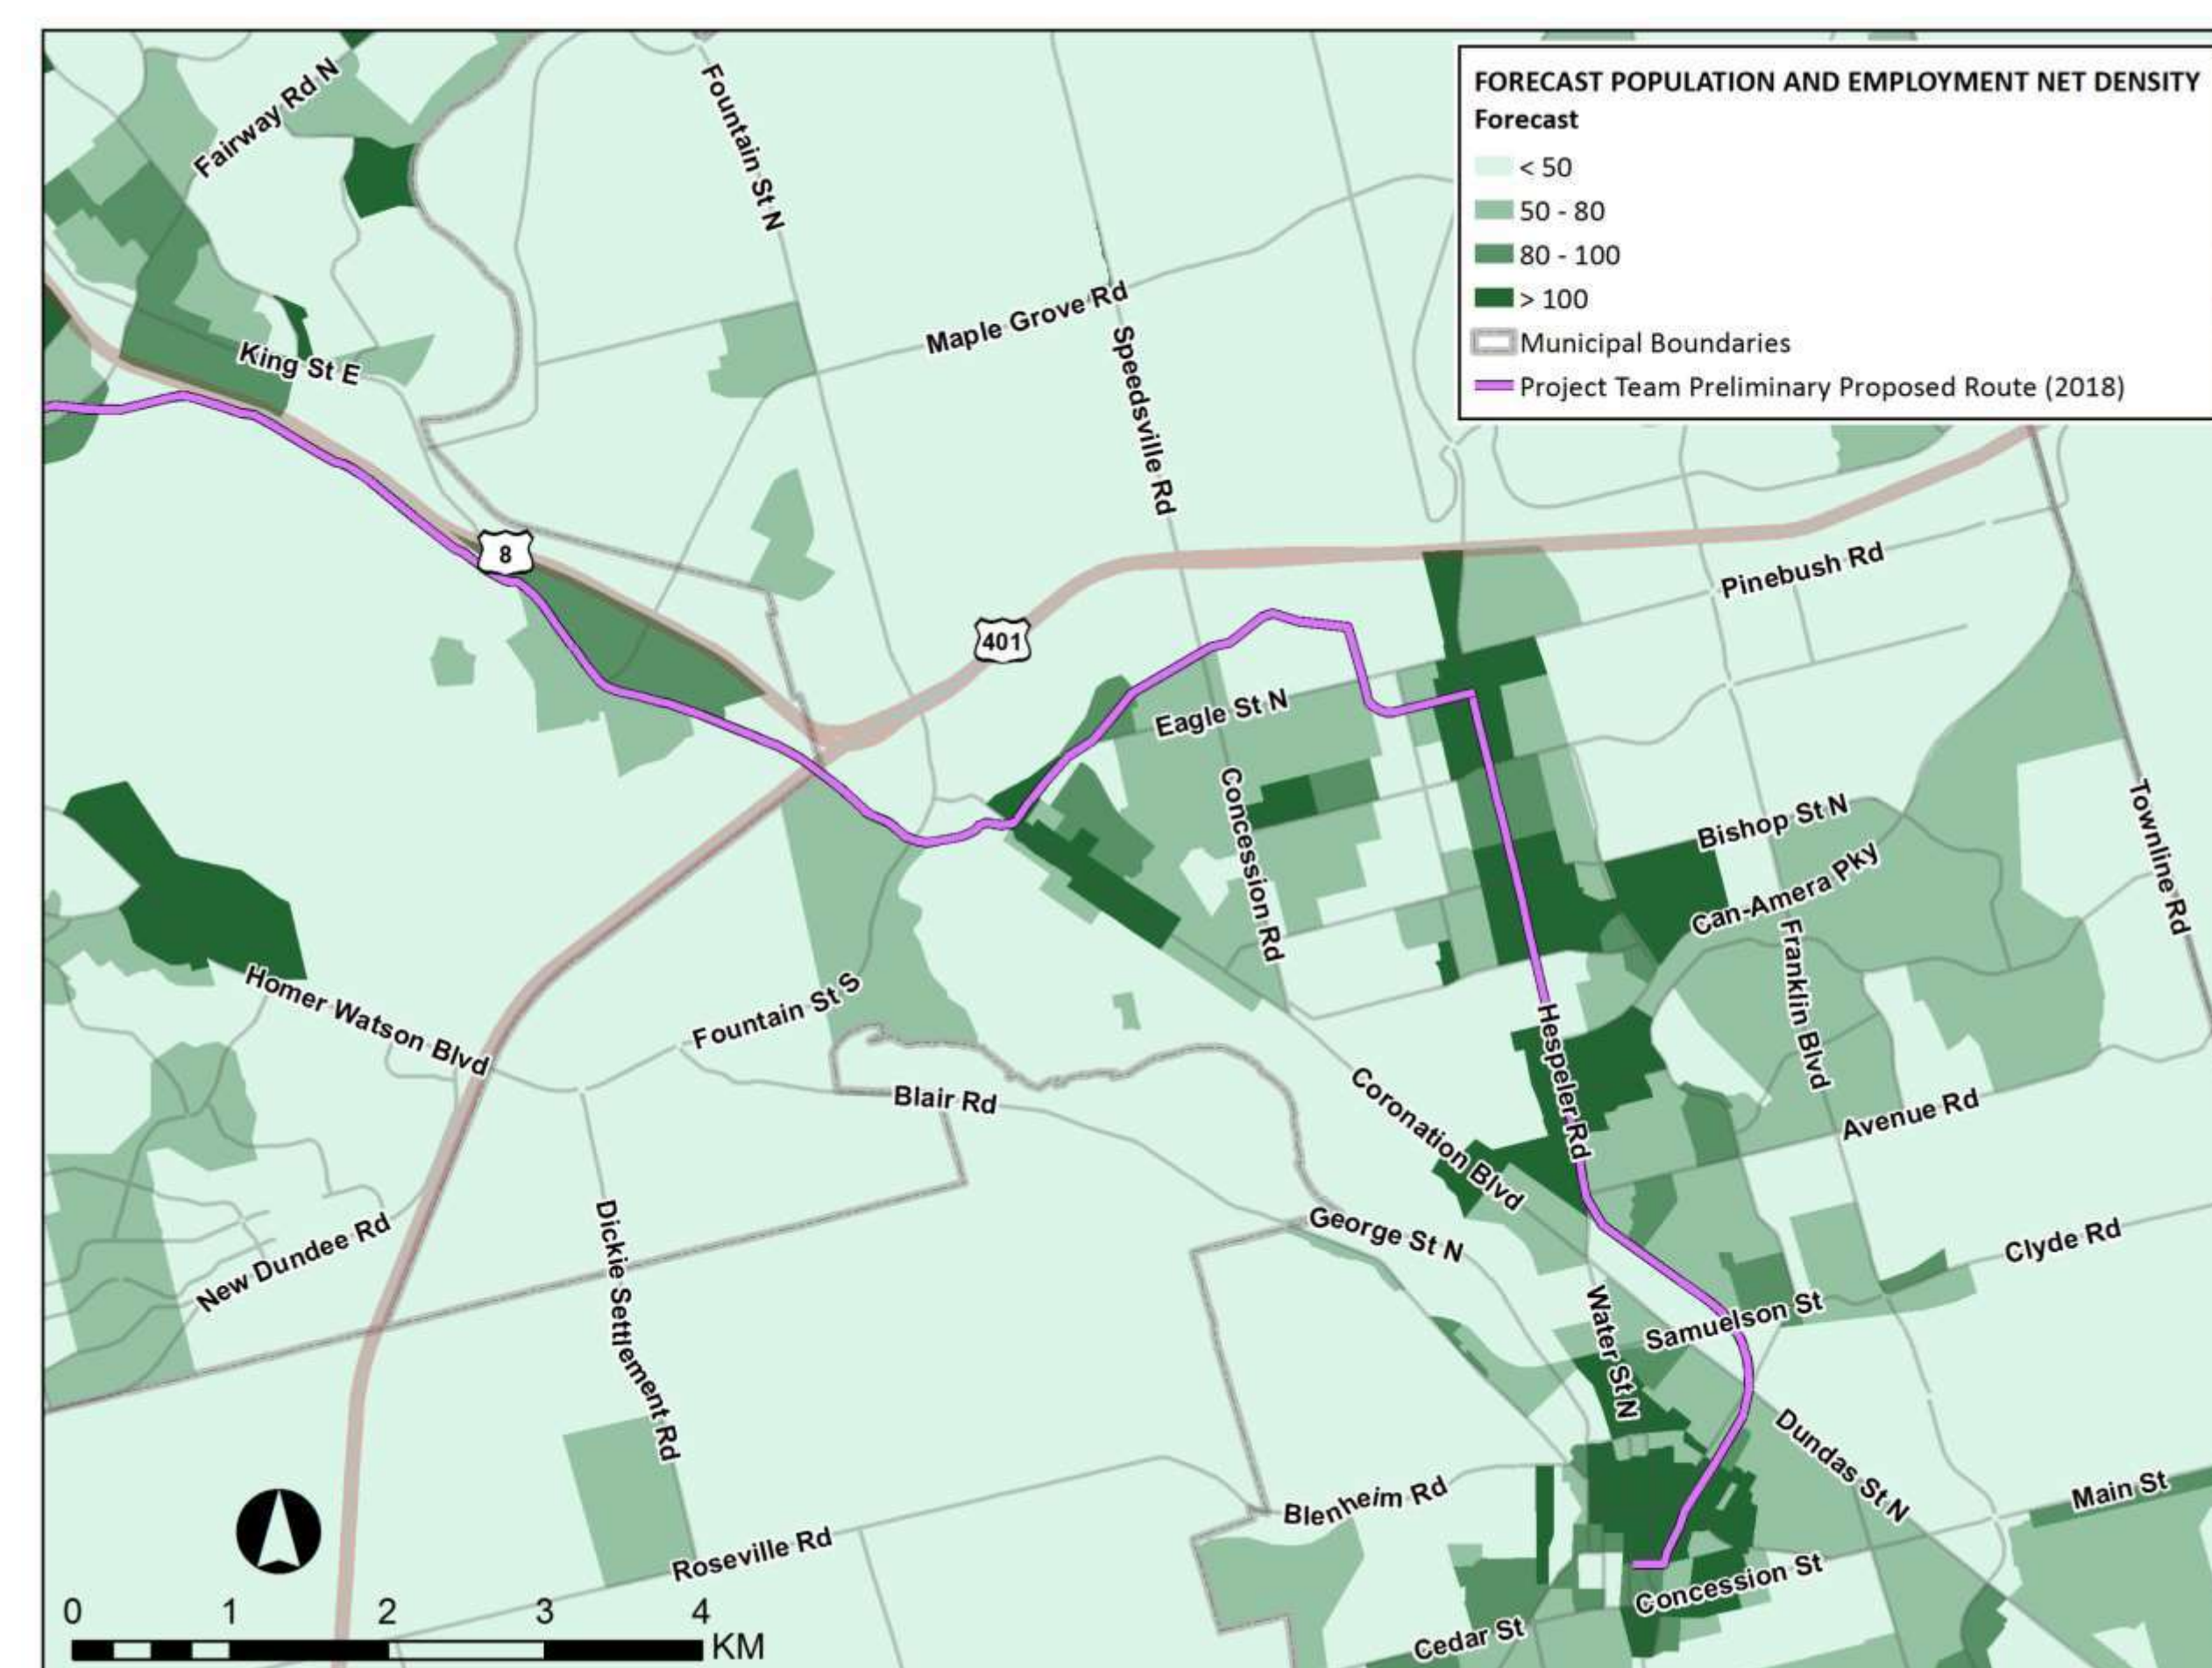 FORECAST POPULATION AND EMPLOYMENT NET DENSITY
Forecast
< 50
50 - 80
80 - 100
> 100
Municipal Boundaries
Project Team Preliminary Proposed Route (2018)
Fairway Rd N
Fountain St N
Maple Grove Rd
Speedsville Rd
King St E
8
401
Pinebush Rd
Eagle St N
Concession Rd
Bishop St N
Can-Amera Pky
Townline Rd
Franklin Blvd
Homer Watson Blvd
Fountain St S
Blair Rd
Hespeler Rd
Coronation Blvd
Avenue Rd
New Dundee Rd
Dickie Settlement Rd
George St N
Clyde Rd
Water St N
Samuelson St
Dundas St N
Main St
Blenheim Rd
Roseville Rd
Concession St
Cedar St
0 1 2 3 4
KM